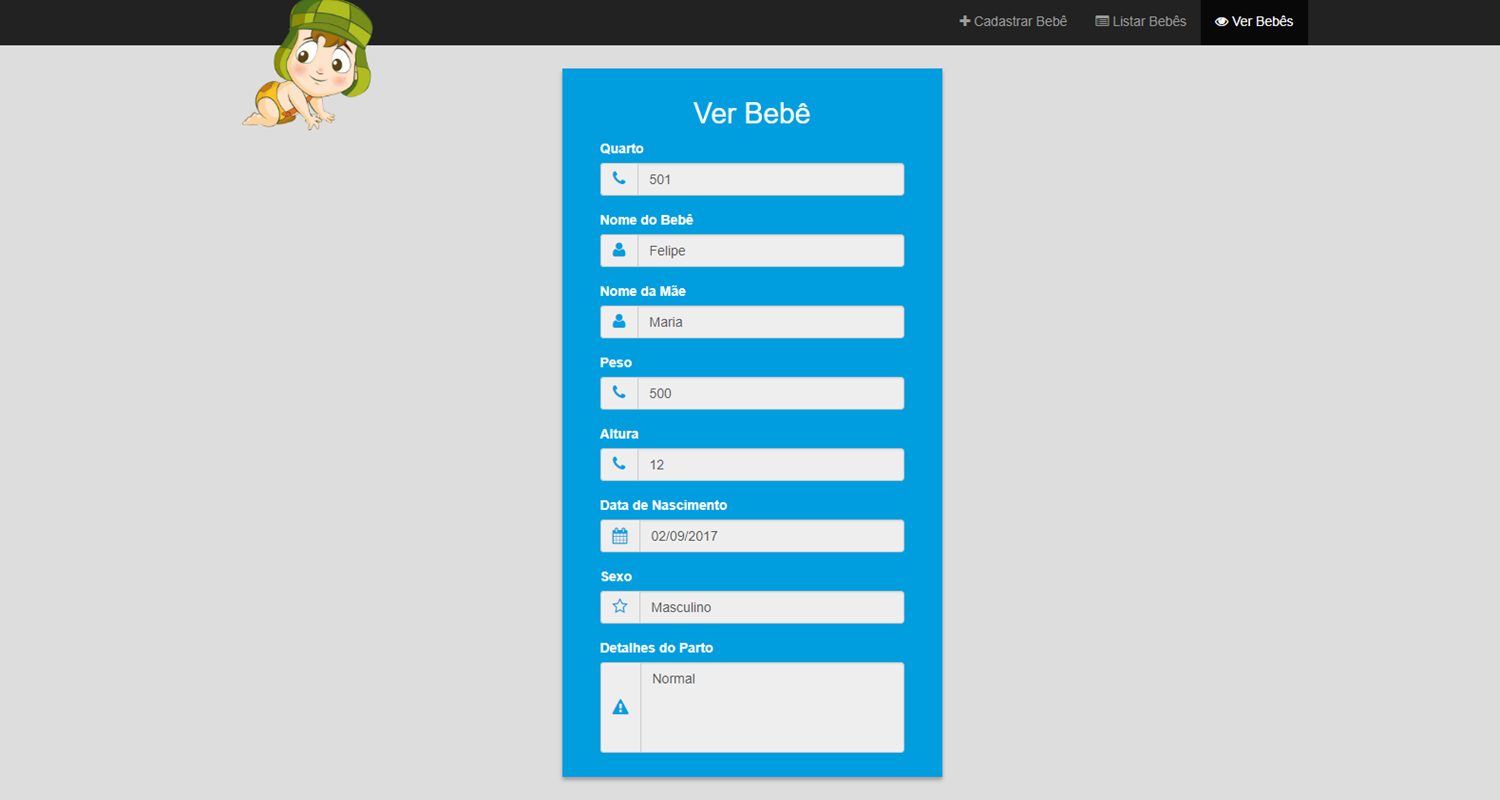 Cadastrar Bebê Listar Bebês Ver Bebês
Ver Bebê
Quarto
501
Nome do Bebê
Felipe
Nome da Mãe
Maria
Peso
500
Altura
12
Data de Nascimento
02/09/2017
Sexo
Masculino
Detalhes do Parto
Normal